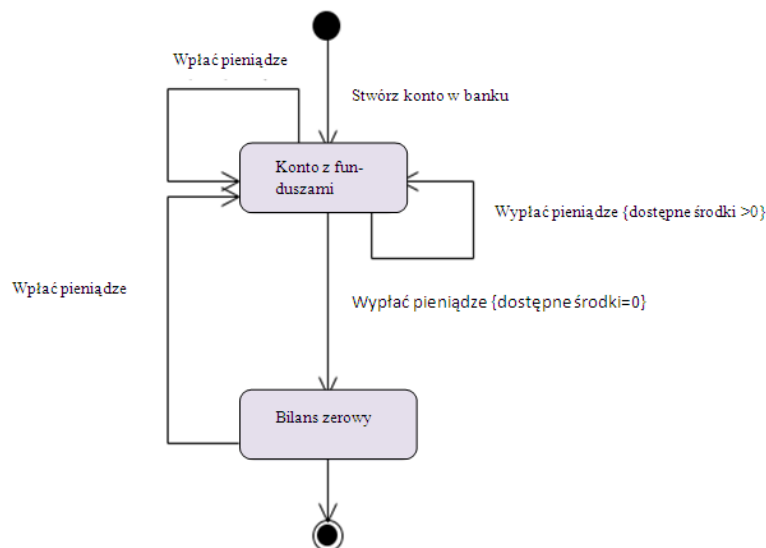 Wpłać pieniądze
Stwórz konto w banku
Konto z fun-
duszami
Wypłać pieniądze {dostępne środki >0}
Wpłać pieniądze
Wypłać pieniądze {dostępne środki=0}
Bilans zerowy